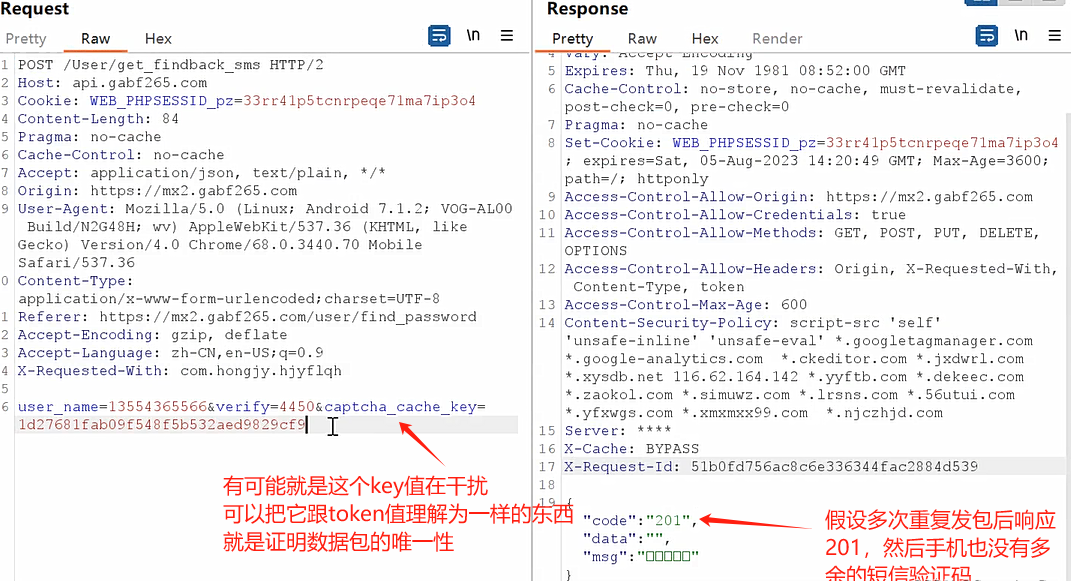 Request
Pretty Raw Hex
\n
1 POST /User/get_findback_sms HTTP/2
2 Host: api.gabf265.com
3 Cookie: WEB_PHPSESSID_pz=33rr41p5tcnrpeqe71ma7ip3o4
4 Content-Length: 84
5 Pragma: no-cache
6 Cache-Control: no-cache
7 Accept: application/json, text/plain, */*
8 Origin: https://mx2.gabf265.com
9 User-Agent: Mozilla/5.0 (Linux; Android 7.1.2; VOG-AL00
Build/N2G48H; wv) AppleWebKit/537.36 (KHTML, like
Gecko) Version/4.0 Chrome/68.0.3440.70 Mobile
Safari/537.36
0 Content-Type:
application/x-www-form-urlencoded;charset=UTF-8
1 Referer: https://mx2.gabf265.com/user/find_password
2 Accept-Encoding: gzip, deflate
3 Accept-Language: zh-CN,en-US;q=0.9
4 X-Requested-With: com.hongjy.hjyflqh
5
6 user_name=13554365566&verify=4450&captcha_cache_key=
1d27681fab09f548f5b532aed9829cf9
有可能就是这个key值在干扰
可以把它跟token值理解为一样的东西
就是证明数据包的唯一性
Response
Pretty Raw Hex Render
\n
4 Vary: Accept-Encoding
5 Expires: Thu, 19 Nov 1981 08:52:00 GMT
6 Cache-Control: no-store, no-cache, must-revalidate,
post-check=0, pre-check=0
7 Pragma: no-cache
8 Set-Cookie: WEB_PHPSESSID_pz=33rr41p5tcnrpeqe71ma7ip3o4
; expires=Sat, 05-Aug-2023 14:20:49 GMT; Max-Age=3600;
path=/; httponly
9 Access-Control-Allow-Origin: https://mx2.gabf265.com
10 Access-Control-Allow-Credentials: true
11 Access-Control-Allow-Methods: GET, POST, PUT, DELETE,
OPTIONS
12 Access-Control-Allow-Headers: Origin, X-Requested-With,
Content-Type, token
13 Access-Control-Max-Age: 600
14 Content-Security-Policy: script-src 'self'
'unsafe-inline' 'unsafe-eval' *.googletagmanager.com
*.google-analytics.com *.ckeditor.com *.jxdwrl.com
*.xysdb.net 116.62.164.142 *.yyftb.com *.dekeec.com
*.zaokol.com *.simuwz.com *.lrsns.com *.56utui.com
*.yfxwgs.com *.xmxmxx99.com *.njczhjd.com
15 Server: ****
16 X-Cache: BYPASS
17 X-Request-Id: 51b0fd756ac8c6e336344fac2884d539
18
19 {
"code":"201",
"data":"",
"msg":"□□□□□"
}
假设多次重复发包后响应
201，然后手机也没有多
余的短信验证码